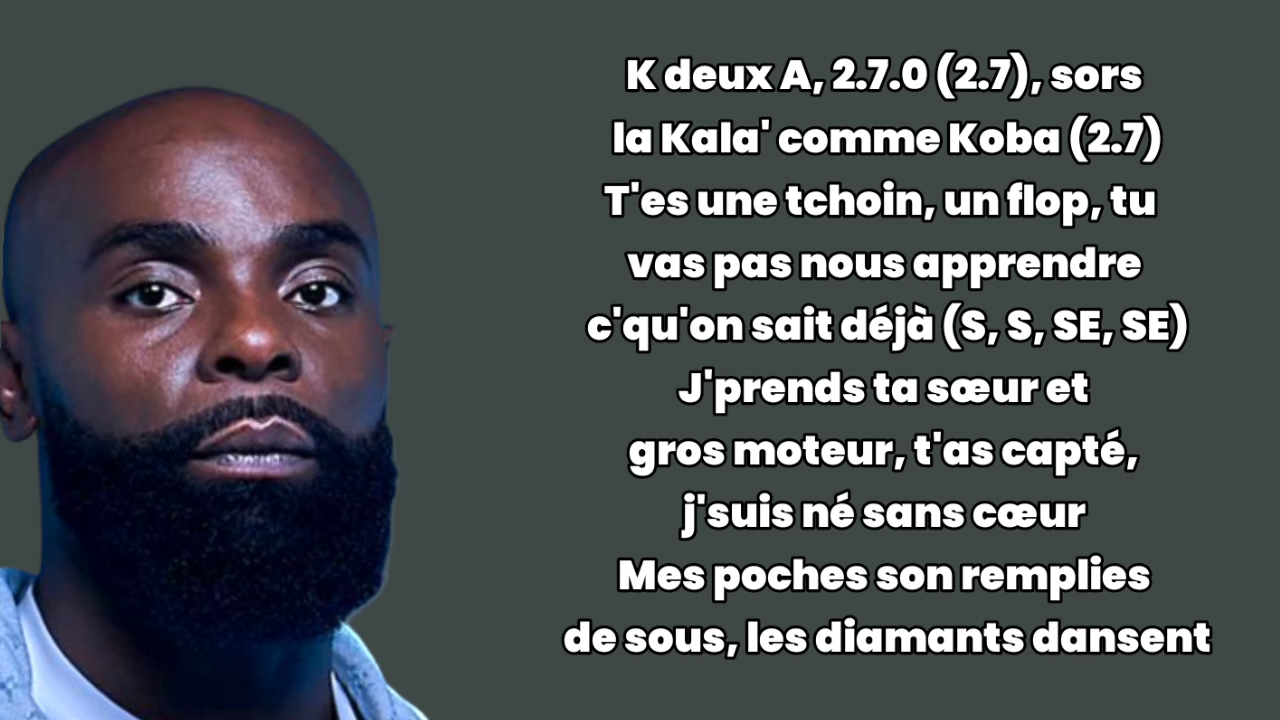 K deux A, 2.7.0 (2.7), sors
la Kala' comme Koba (2.7)
T'es une tchoin, un flop, tu
vas pas nous apprendre
c'qu'on sait déjà (S, S, SE, SE)
J'prends ta sœur et
gros moteur, t'as capté,
j'suis né sans cœur
Mes poches son remplies
de sous, les diamants dansent